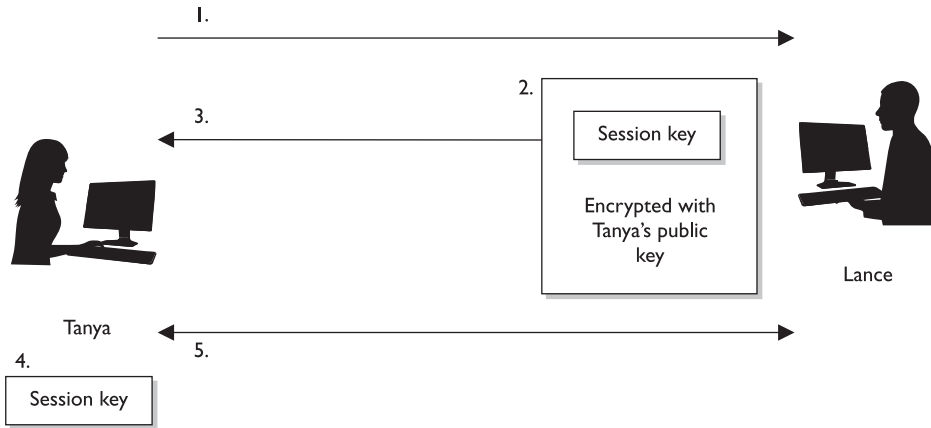 1.
2.
3.
Session key
Encrypted with
Tanya's public
key
Lance
Tanya
5.
4.
Session key